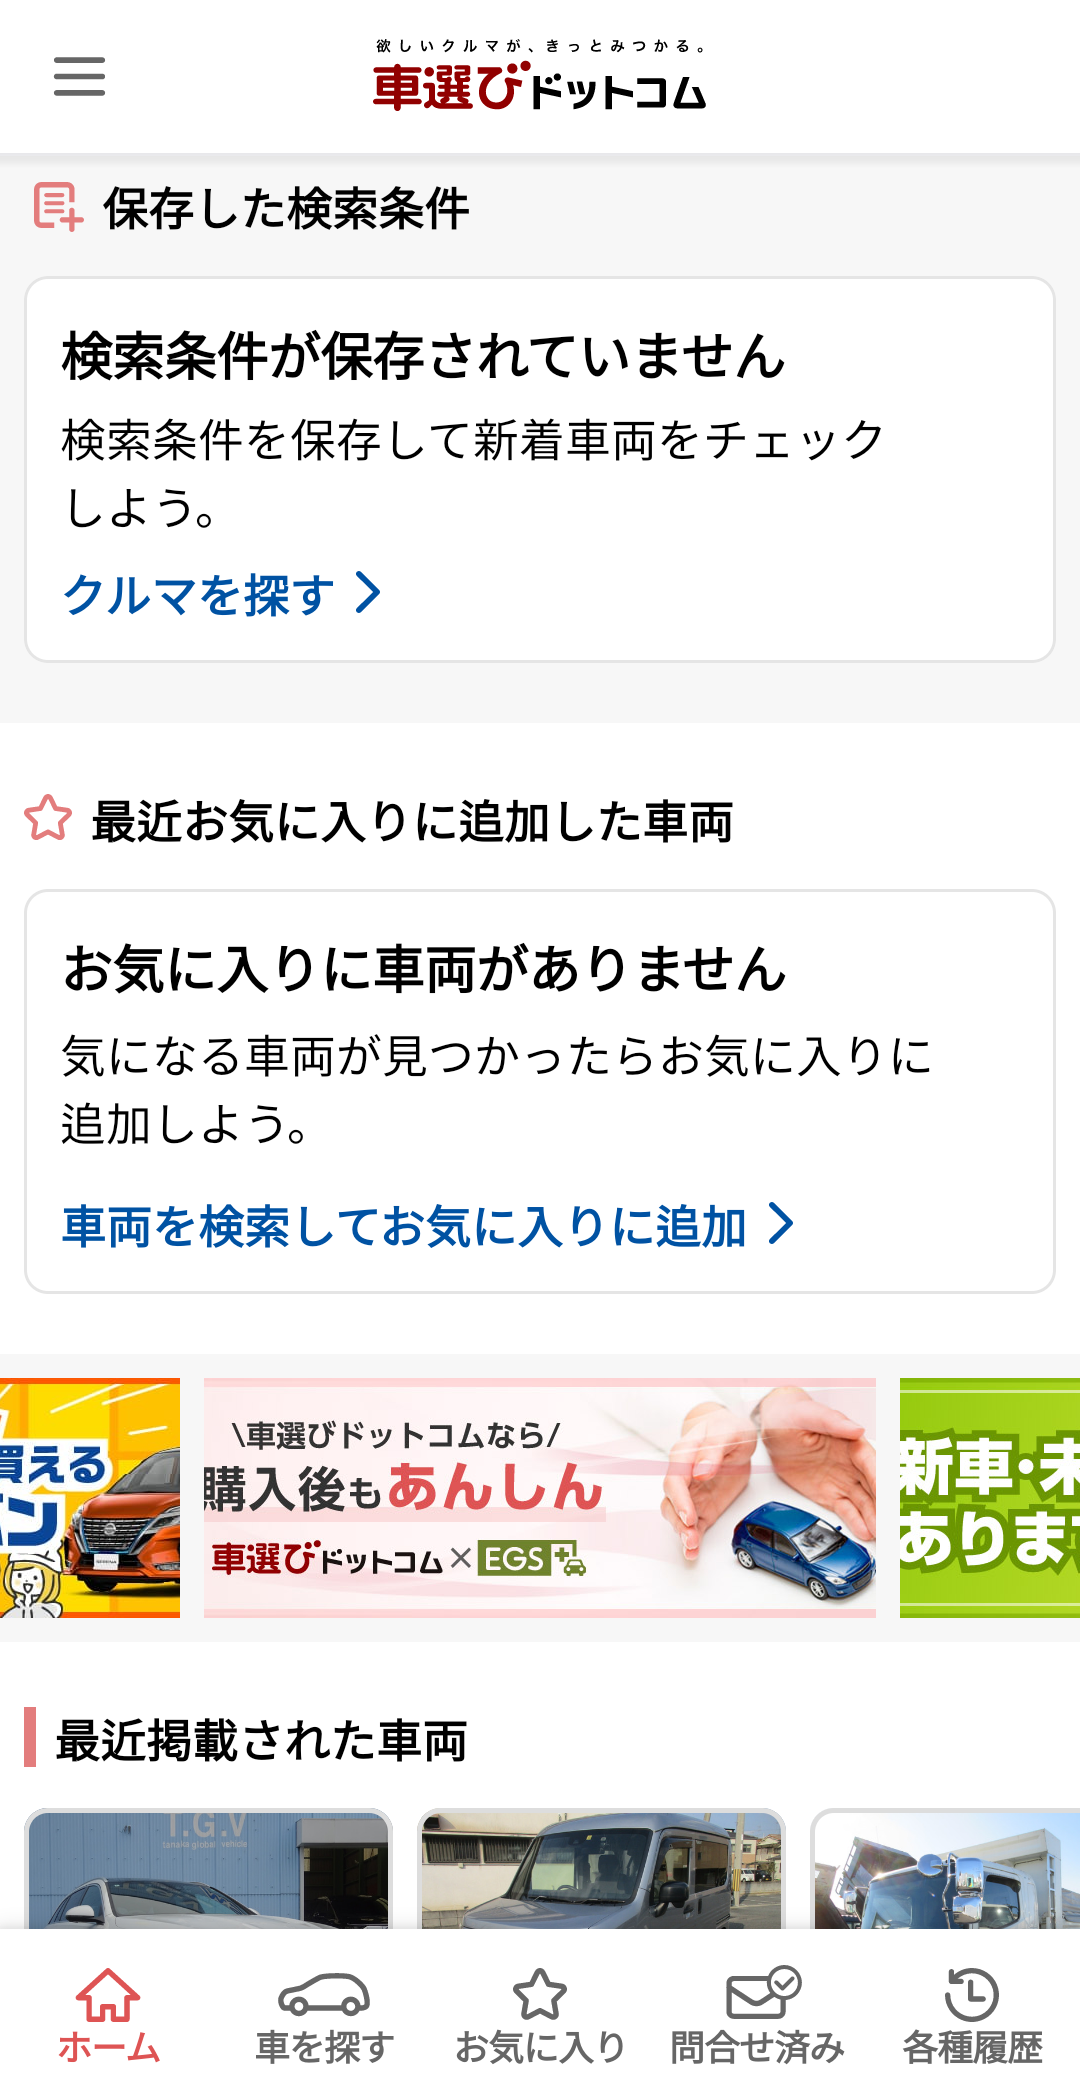 欲しいクルマが、きっとみつかる。
車選びドットコム
保存した検索条件
検索条件が保存されていません
検索条件を保存して新着車両をチェック
しよう。
クルマを探す
最近お気に入りに追加した車両
お気に入りに車両がありません
気になる車両が見つかったらお気に入りに
追加しよう。
車両を検索してお気に入りに追加
買える
ン
\車選びドットコムなら/
購入後もあんしん
車選びドットコム×EGS
新車・未
ありま
最近掲載された車両
T.G.V
tanaka global vehicle
ホーム
車を探す
お気に入り
問合せ済み
各種履歴